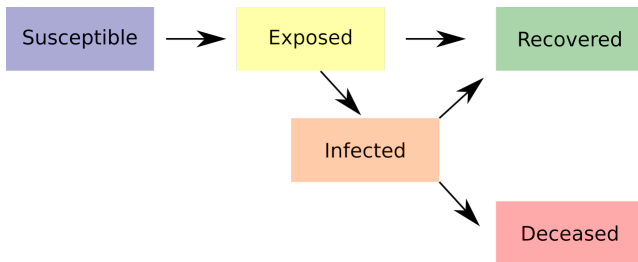 Susceptible
Exposed
Recovered
Infected
Deceased